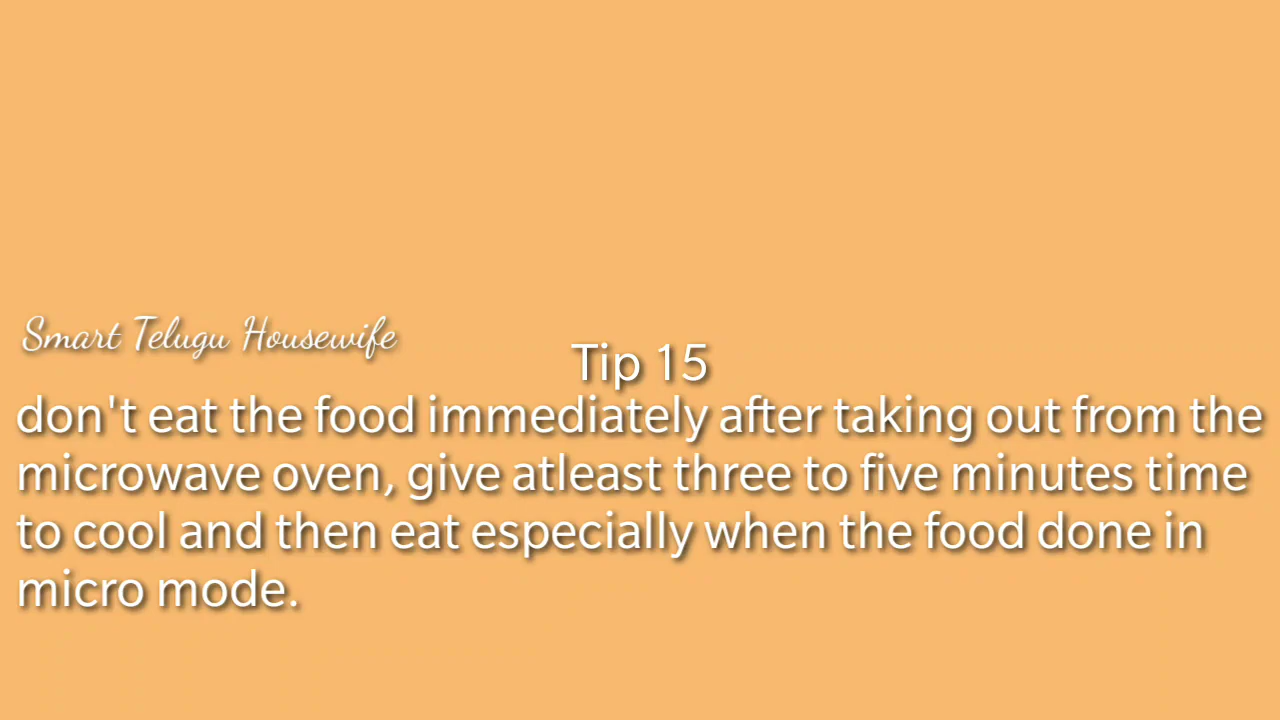 Smart Telugu Housewife
Tip 15
don't eat the food immediately after taking out from the
microwave oven, give atleast three to five minutes time
to cool and then eat especially when the food done in
micro mode.